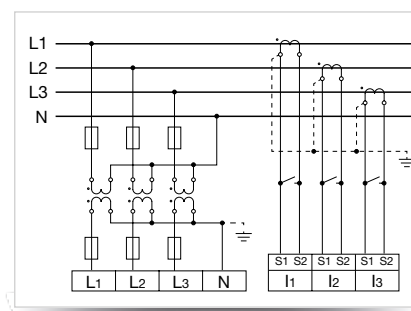 L1
L2
L3
N
S1 S2 S1 S2 S1 S2
L1 L2 L3 N I1 I2 I3